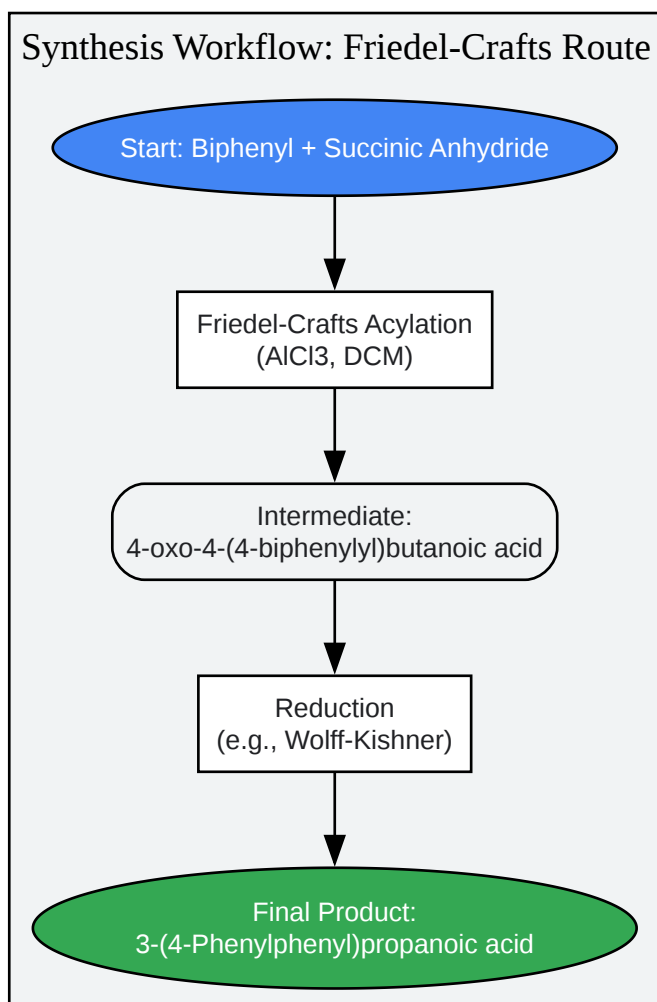 Synthesis Workflow: Friedel-Crafts Route
Start: Biphenyl + Succinic Anhydride
Friedel-Crafts Acylation
(AlCl3, DCM)
Intermediate:
4-oxo-4-(4-biphenylyl)butanoic acid
Reduction
(e.g., Wolff-Kishner)
Final Product:
3-(4-Phenylphenyl)propanoic acid